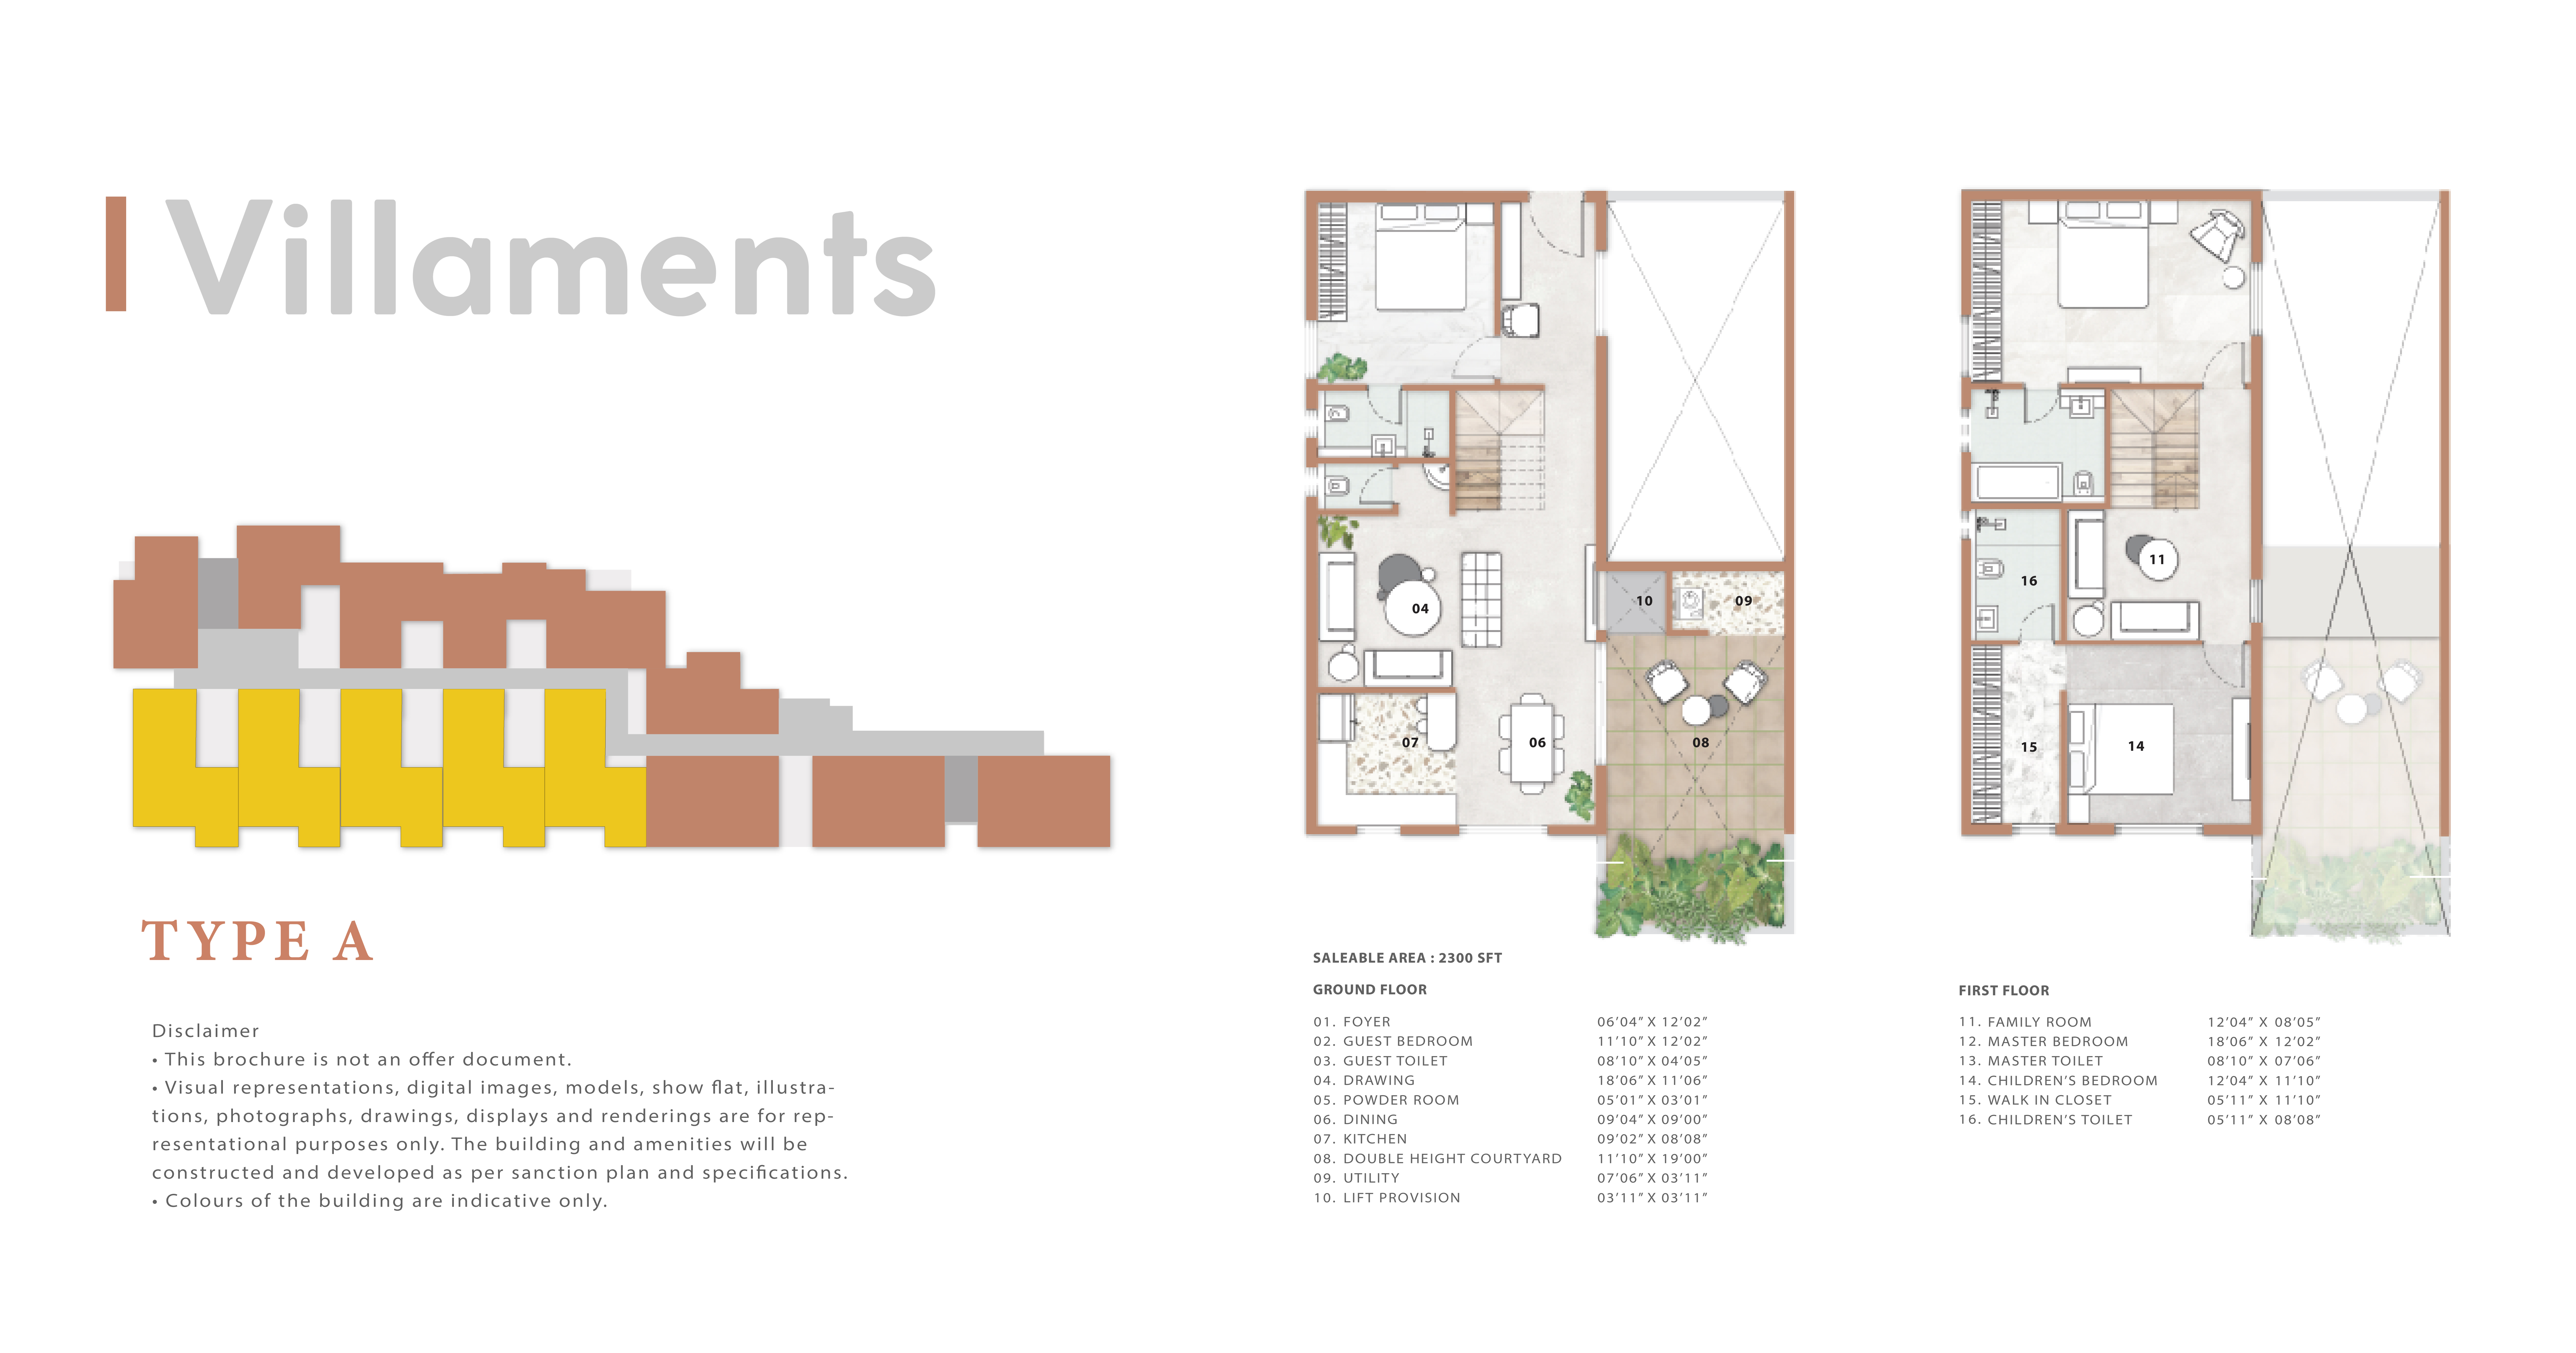 Villaments
TYPE A
Disclaimer
• This brochure is not an offer document.
• Visual representations, digital images, models, show flat, illustra-
tions, photographs, drawings, displays and renderings are for rep-
resentational purposes only. The building and amenities will be
constructed and developed as per sanction plan and specifications.
• Colours of the building are indicative only.
04
10
09
07
06
08
SALEABLE AREA : 2300 SFT
GROUND FLOOR
01. FOYER 06’04” X 12’02”
02. GUEST BEDROOM 11’10” X 12’02”
03. GUEST TOILET 08’10” X 04’05”
04. DRAWING 18’06” X 11’06”
05. POWDER ROOM 05’01” X 03’01”
06. DINING 09’04” X 09’00”
07. KITCHEN 09’02” X 08’08”
08. DOUBLE HEIGHT COURTYARD 11’10” X 19’00”
09. UTILITY 07’06” X 03’11”
10. LIFT PROVISION 03’11” X 03’11”
11
16
15
14
FIRST FLOOR
11. FAMILY ROOM 12’04” X 08’05”
12. MASTER BEDROOM 18’06” X 12’02”
13. MASTER TOILET 08’10” X 07’06”
14. CHILDREN’S BEDROOM 12’04” X 11’10”
15. WALK IN CLOSET 05’11” X 11’10”
16. CHILDREN’S TOILET 05’11” X 08’08”